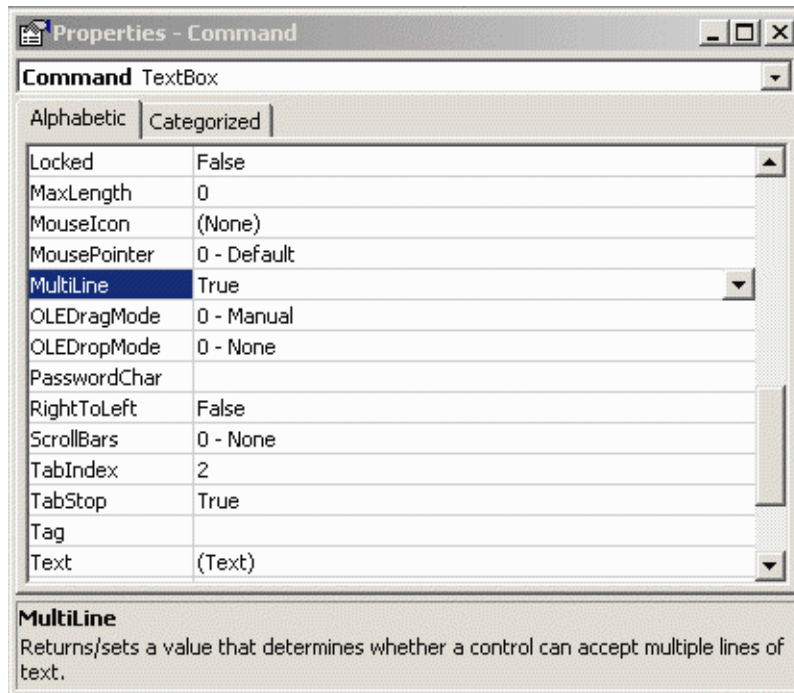 Properties - Command
Command TextBox
Alphabetic Categorized
Locked False
MaxLength 0
MouseIcon (None)
MousePointer 0 - Default
MultiLine True
OLEDragMode 0 - Manual
OLEDropMode 0 - None
PasswordChar
RightToLeft False
ScrollBars 0 - None
TabIndex 2
TabStop True
Tag
Text (Text)
MultiLine
Returns/sets a value that determines whether a control can accept multiple lines of
text.